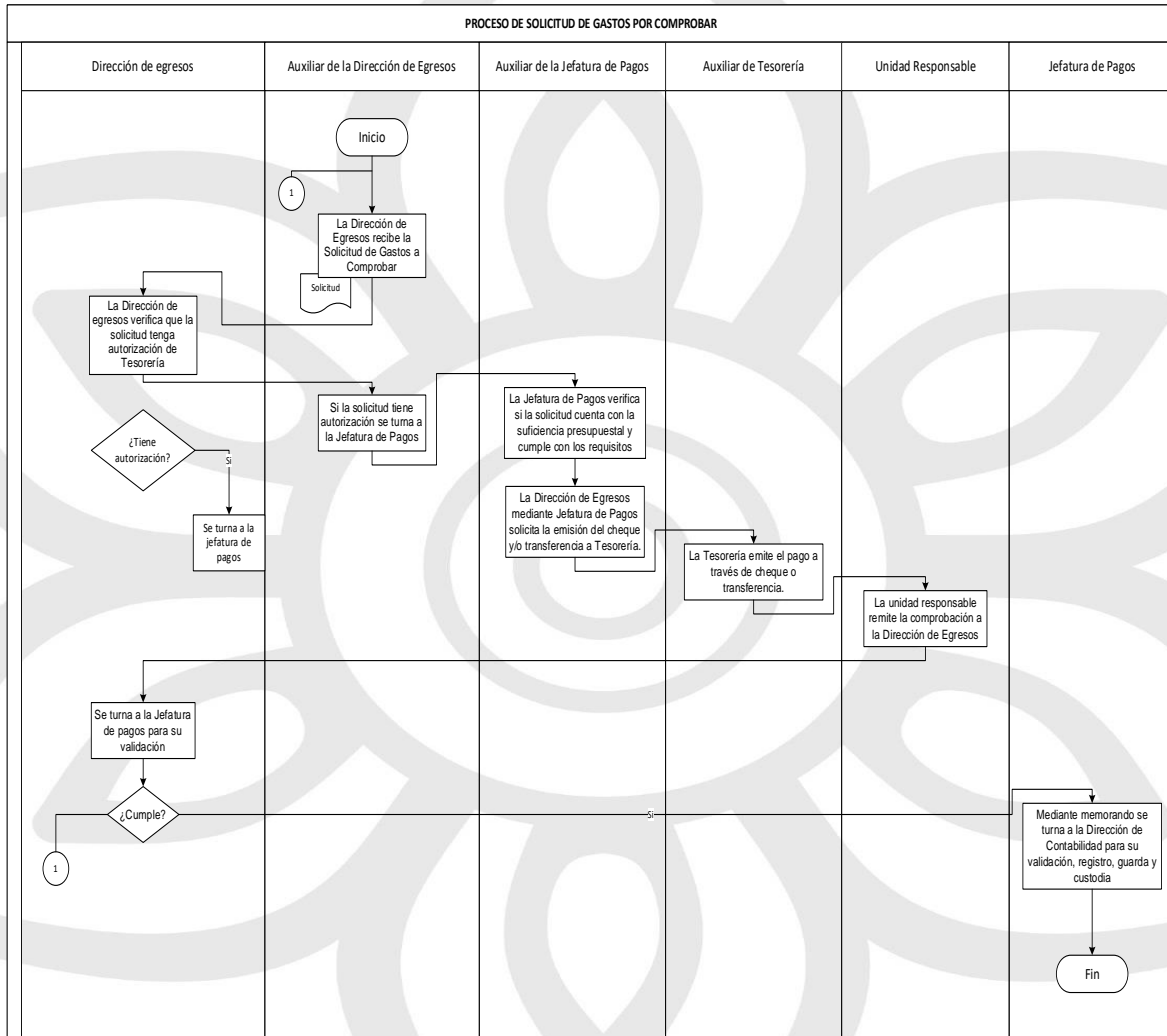 PROCESO DE SOLICITUD DE GASTOS POR COMPROBAR
Dirección de egresos
Auxiliar de la Dirección de Egresos
Auxiliar de la Jefatura de Pagos
Auxiliar de Tesorería
Unidad Responsable
Jefatura de Pagos
Inicio
1
La Dirección de
Egresos recibe la
Solicitud de Gastos a
Comprobar
Solicitud
La Dirección de
egresos verifica que la
solicitud tenga
autorización de
Tesorería
Si la solicitud tiene
autorización se turna a
la Jefatura de Pagos
La Jefatura de Pagos verifica
si la solicitud cuenta con la
suficiencia presupuestal y
cumple con los requisitos
¿Tiene
autorización?
Si
Se turna a la
jefatura de
pagos
La Dirección de Egresos
mediante Jefatura de Pagos
solicita la emisión del cheque
y/o transferencia a Tesorería.
La Tesorería emite el pago a
través de cheque o
transferencia.
La unidad responsable
remite la comprobación a
la Dirección de Egresos
Se turna a la Jefatura
de pagos para su
validación
¿Cumple?
Si
1
Mediante memorando se
turna a la Dirección de
Contabilidad para su
validación, registro, guarda y
custodia
Fin